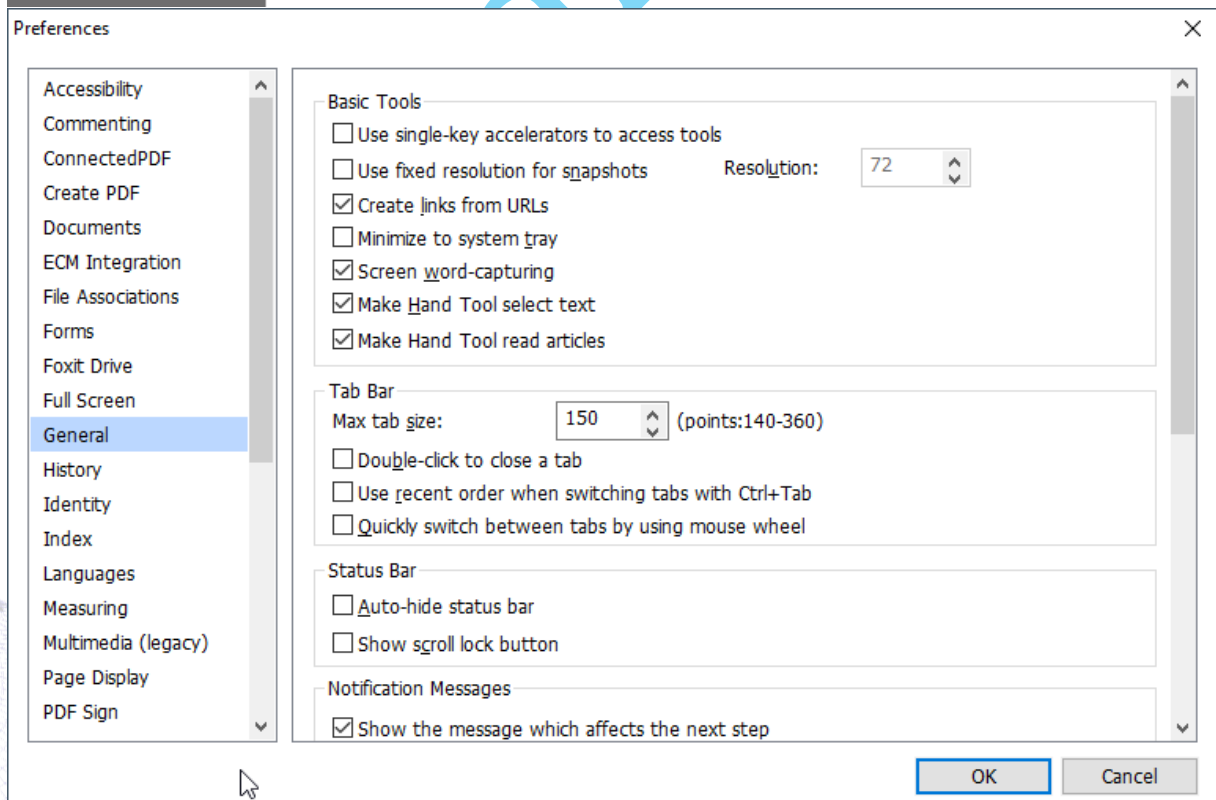 Preferences
Accessibility
Commenting
ConnectedPDF
Create PDF
Documents
ECM Integration
File Associations
Forms
Foxit Drive
Full Screen
General
History
Identity
Index
Languages
Measuring
Multimedia (legacy)
Page Display
PDF Sign
Basic Tools
Use single-key accelerators to access tools
Use fixed resolution for snapshots Resolution: 72
Create links from URLs
Minimize to system tray
Screen word-capturing
Make Hand Tool select text
Make Hand Tool read articles
Tab Bar
Max tab size: 150 (points:140-360)
Double-click to close a tab
Use recent order when switching tabs with Ctrl+Tab
Quickly switch between tabs by using mouse wheel
Status Bar
Auto-hide status bar
Show scroll lock button
Notification Messages
Show the message which affects the next step
OK Cancel